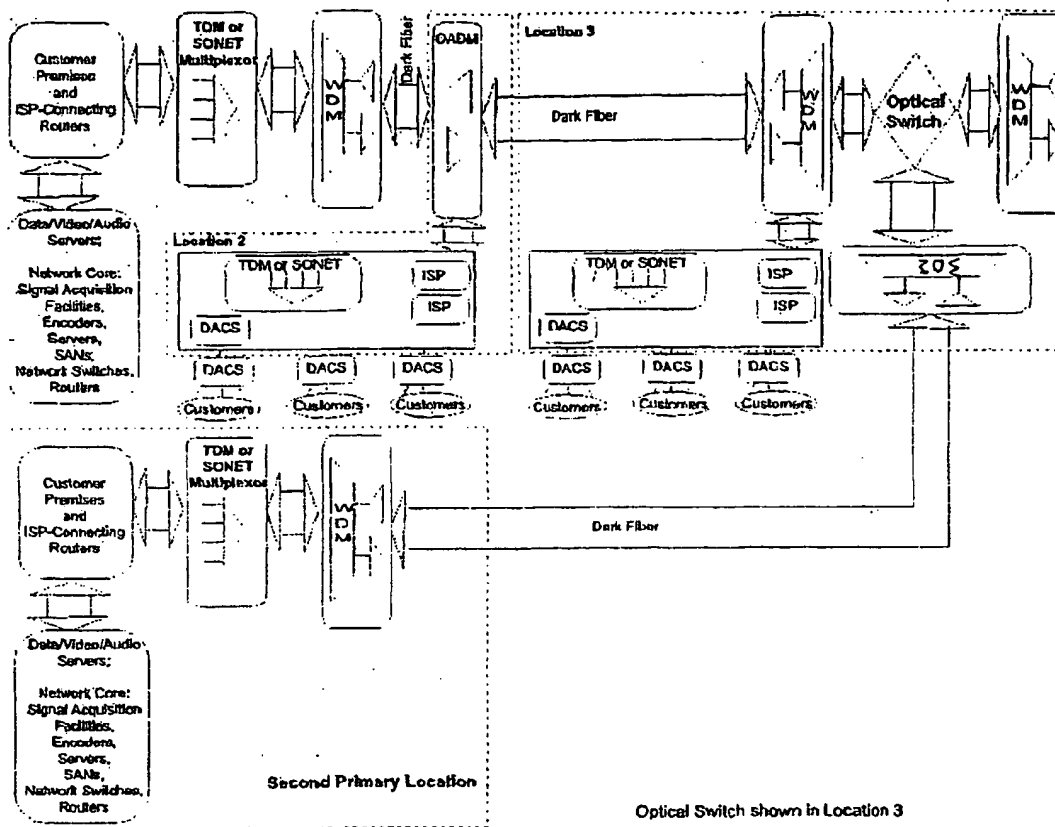 Customer
Premises
and
ISP-Connecting
Routers
TDM or
SONET
Multiplexor
WDM
Dark Fiber
OADM
Location 3
Dark Fiber
WDM
Optical
Switch
WDM
Data/Video/Audio
Servers;
Network Core:
Signal Acquisition
Facilities,
Encoders,
Servers,
SANs,
Network Switches,
Routers
Location 2
TDM or SONET
ISP
ISP
DACS
DACS
DACS
DACS
Customers
Customers
Customers
TDM or SONET
ISP
ISP
DACS
DACS
DACS
DACS
Customers
Customers
Customers
WDM
Customer
Premises
and
ISP-Connecting
Routers
TDM or
SONET
Multiplexor
WDM
Dark Fiber
Data/Video/Audio
Servers;
Network Core:
Signal Acquisition
Facilities,
Encoders,
Servers,
SANs,
Network Switches,
Routers
Second Primary Location
Optical Switch shown in Location 3